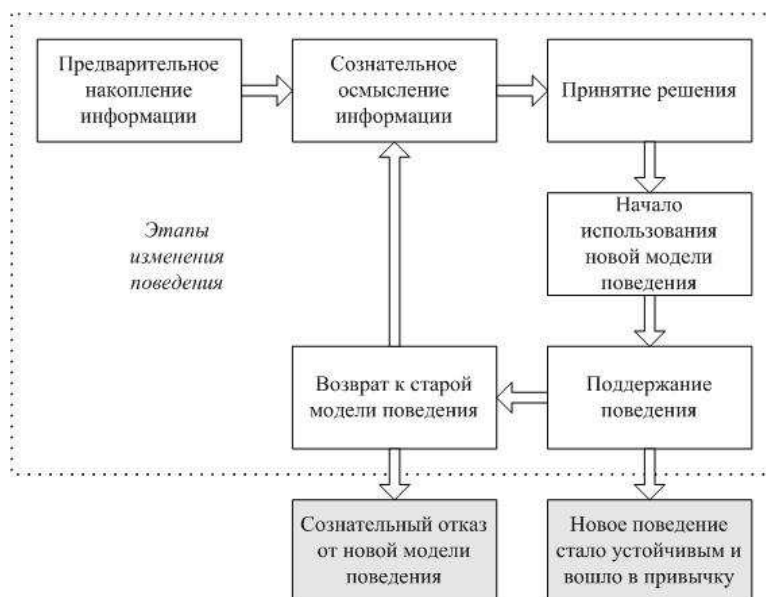 Предварительное
накопление
информации
Сознательное
осмысление
информации
Принятие решения
Начало
использования
новой модели
поведения
Этапы
изменения
поведения
Возврат к старой
модели поведения
Поддержание
поведения
Сознательный отказ
от новой модели
поведения
Новое поведение
стало устойчивым и
вошло в привычку